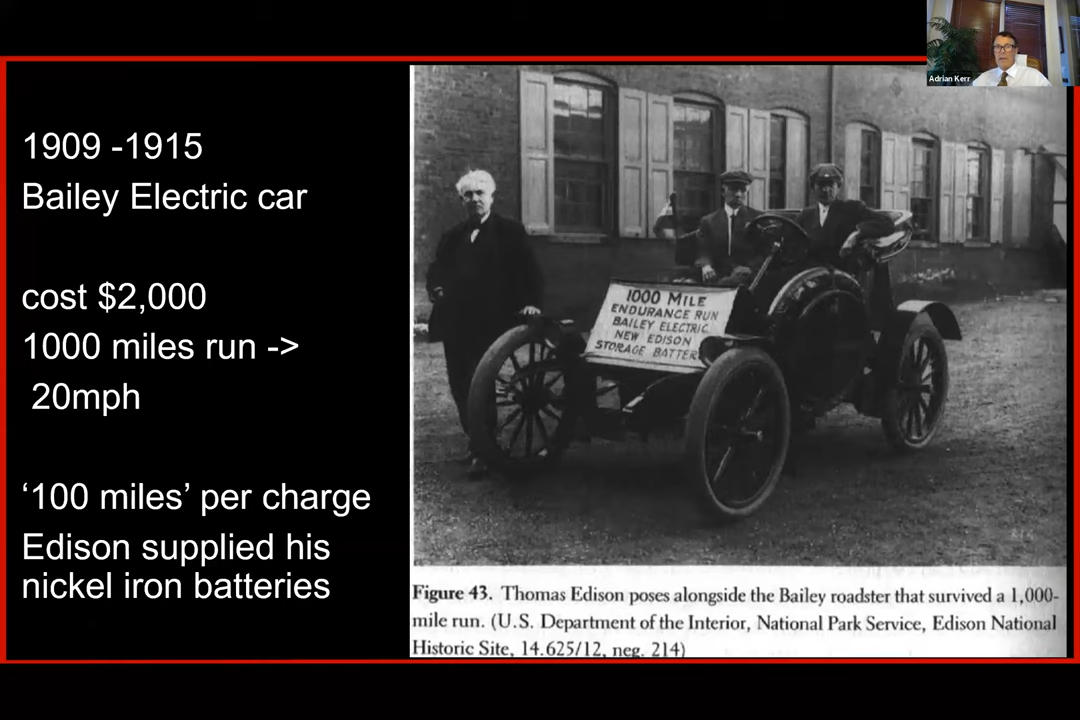 Adrian Kerr
1909 -1915
Bailey Electric car
cost $2,000
1000 miles run ->
20mph
‘100 miles’ per charge
Edison supplied his
nickel iron batteries
1000 MILE
ENDURANCE RUN
BAILEY ELECTRIC
NEW EDISON
STORAGE BATTER
Figure 43. Thomas Edison poses alongside the Bailey roadster that survived a 1,000-
mile run. (U.S. Department of the Interior, National Park Service, Edison National
Historic Site, 14.625/12, neg. 214)